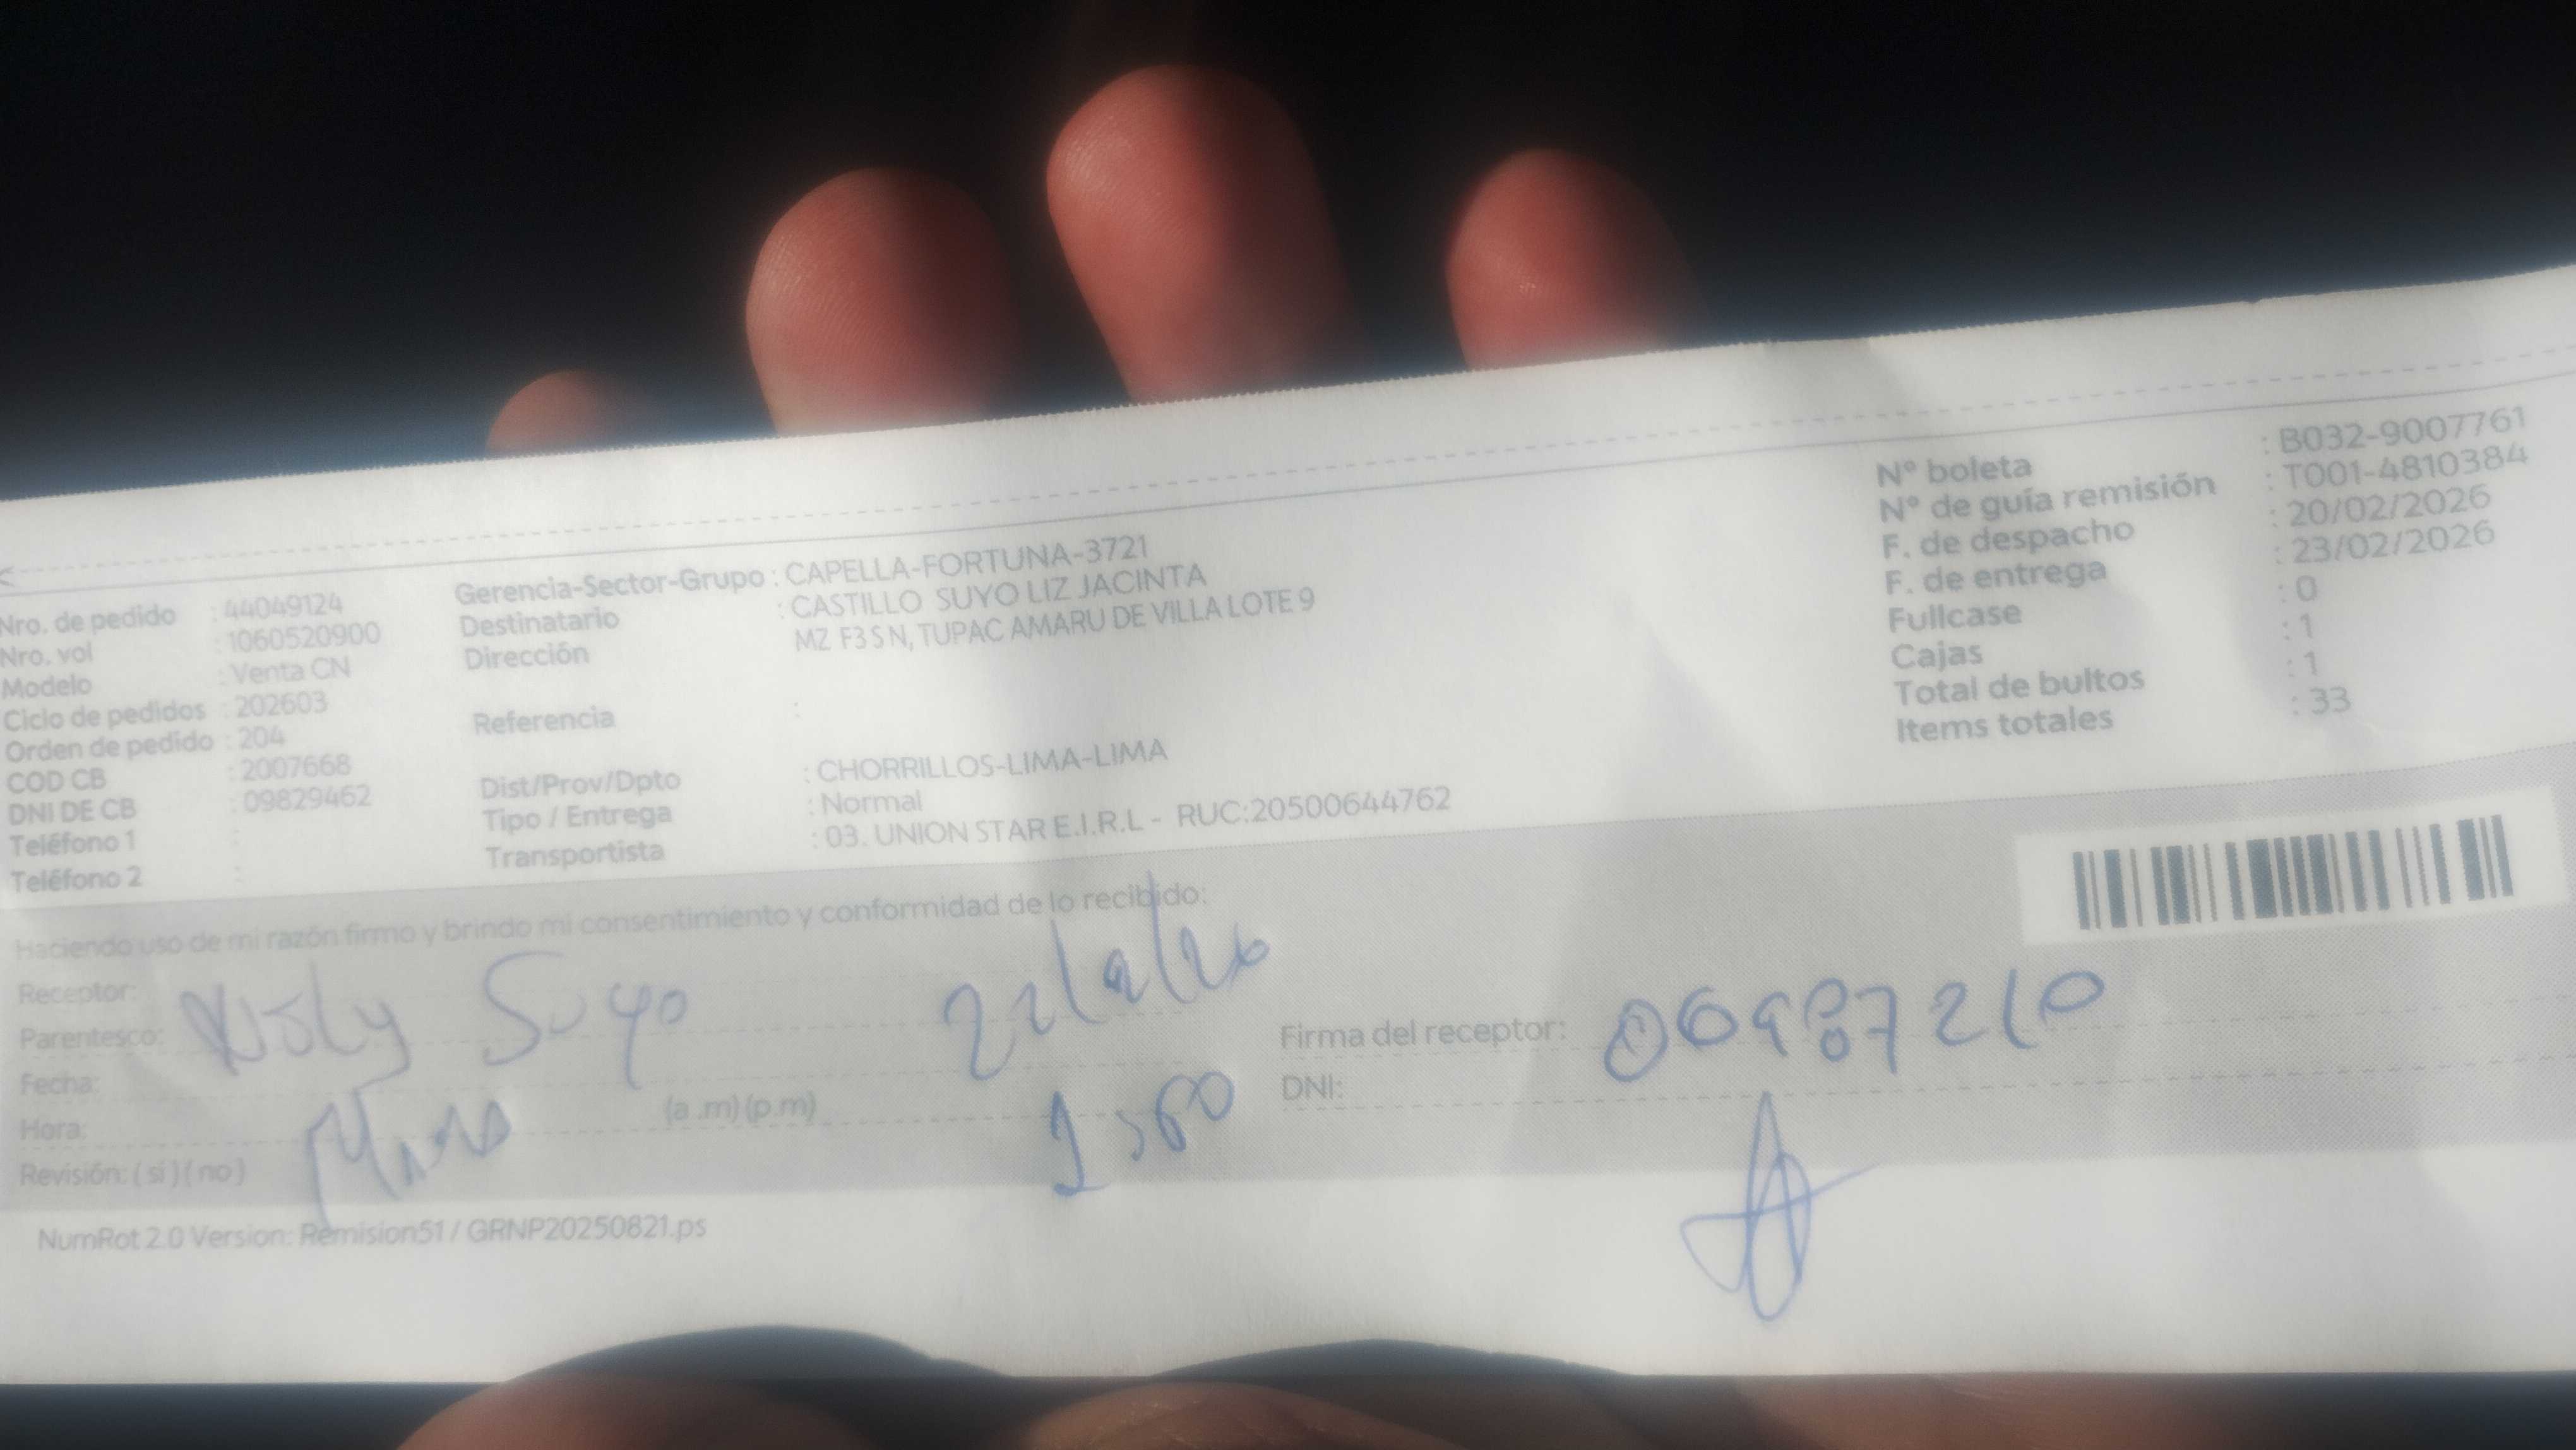 Nro. de pedido : 44049124
Nro. vol : 1060520900
Modelo : Venta CN
Ciclo de pedidos : 202603
Orden de pedido : 204
COD CB : 2007668
DNI DE CB : 09829462
Teléfono 1 :
Teléfono 2 :
Gerencia-Sector-Grupo : CAPELLA-FORTUNA-3721
Destinatario : CASTILLO SUYO LIZ JACINTA
Dirección MZ F3 S N, TUPAC AMARU DE VILLA LOTE 9
Referencia :
Dist/Prov/Dpto : CHORRILLOS-LIMA-LIMA
Tipo / Entrega : Normal
Transportista : 03. UNION STAR E.I.R.L - RUC:20500644762
Nº boleta : B032-9007761
Nº de guía remisión : T001-4810384
F. de despacho : 20/02/2026
F. de entrega : 23/02/2026
Fullcase : 0
Cajas : 1
Total de bultos : 1
Items totales : 33
Haciendo uso de mi razón firmo y brindo mi consentimiento y conformidad de lo recibido:
Receptor:
Parentesco: Suyo
Fecha:
Hora: (a .m) (p.m)
Revisión: ( si ) ( no )
Firma del receptor:
DNI:
NumRot 2.0 Version: Remision51 / GRNP20250821.ps